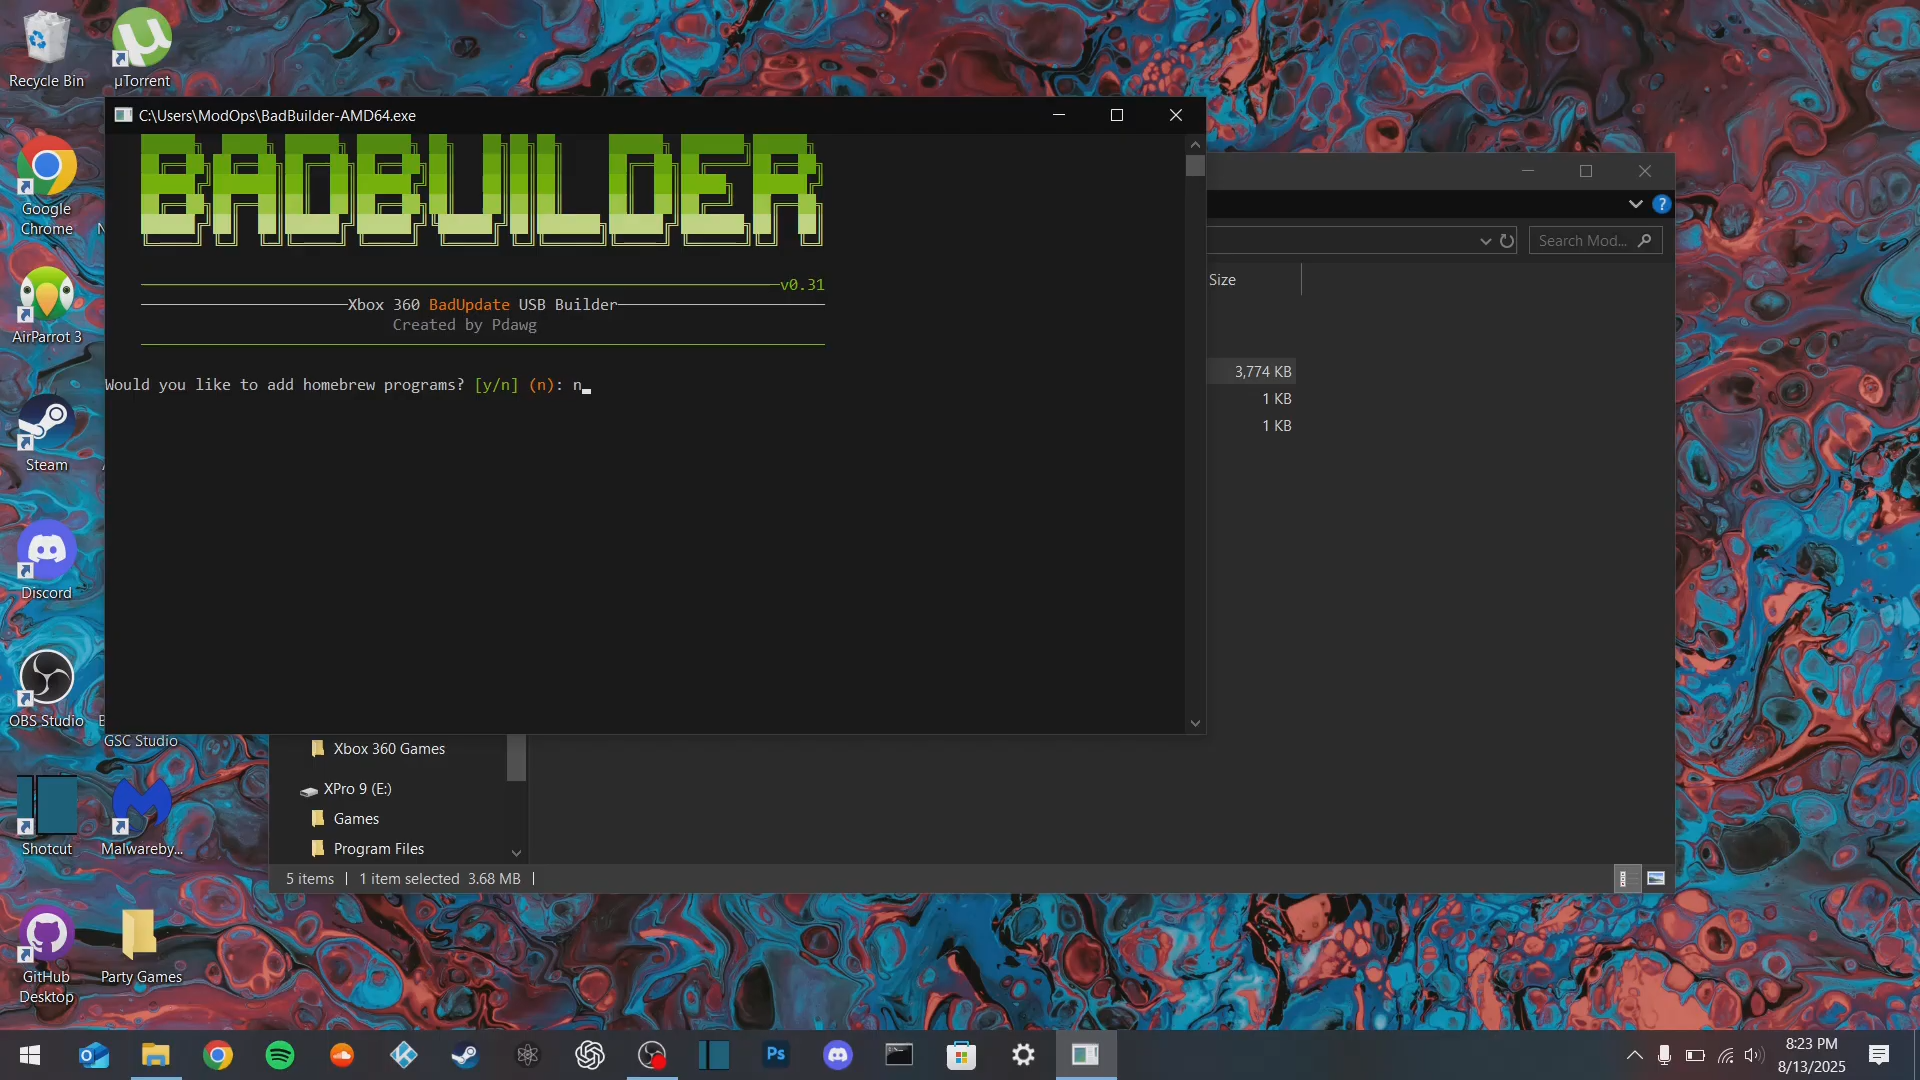 Recycle Bin
µTorrent
C:\Users\ModOps\BadBuilder-AMD64.exe
BADBUILDER
v0.31
Xbox 360 BadUpdate USB Builder
Created by Pdawg
Would you like to add homebrew programs? [y/n] (n): n
Google
Chrome
AirParrot 3
Steam
Discord
OBS Studio
GSC Studio
Shotcut
Malwareby...
GitHub
Desktop
Party Games
?
Search Mod...
Size
3,774 KB
1 KB
1 KB
Xbox 360 Games
XPro 9 (E:)
Games
Program Files
5 items
1 item selected 3.68 MB
Ps
8:23 PM
8/13/2025